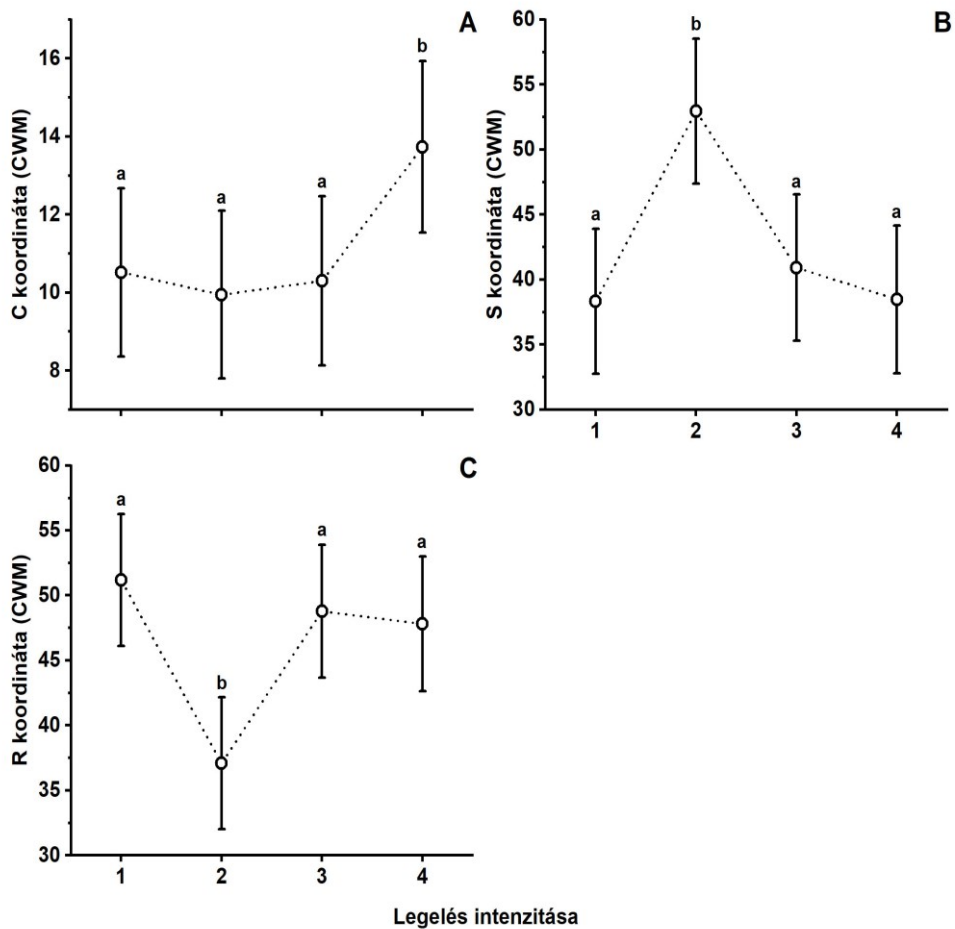 A
C koordináta (CWM)
16
14
12
10
8
a
a
a
b
B
S koordináta (CWM)
60
55
50
45
40
35
30
a
b
a
a
1 2 3 4
C
R koordináta (CWM)
60
55
50
45
40
35
30
a
b
a
a
1 2 3 4
Legelés intenzitása